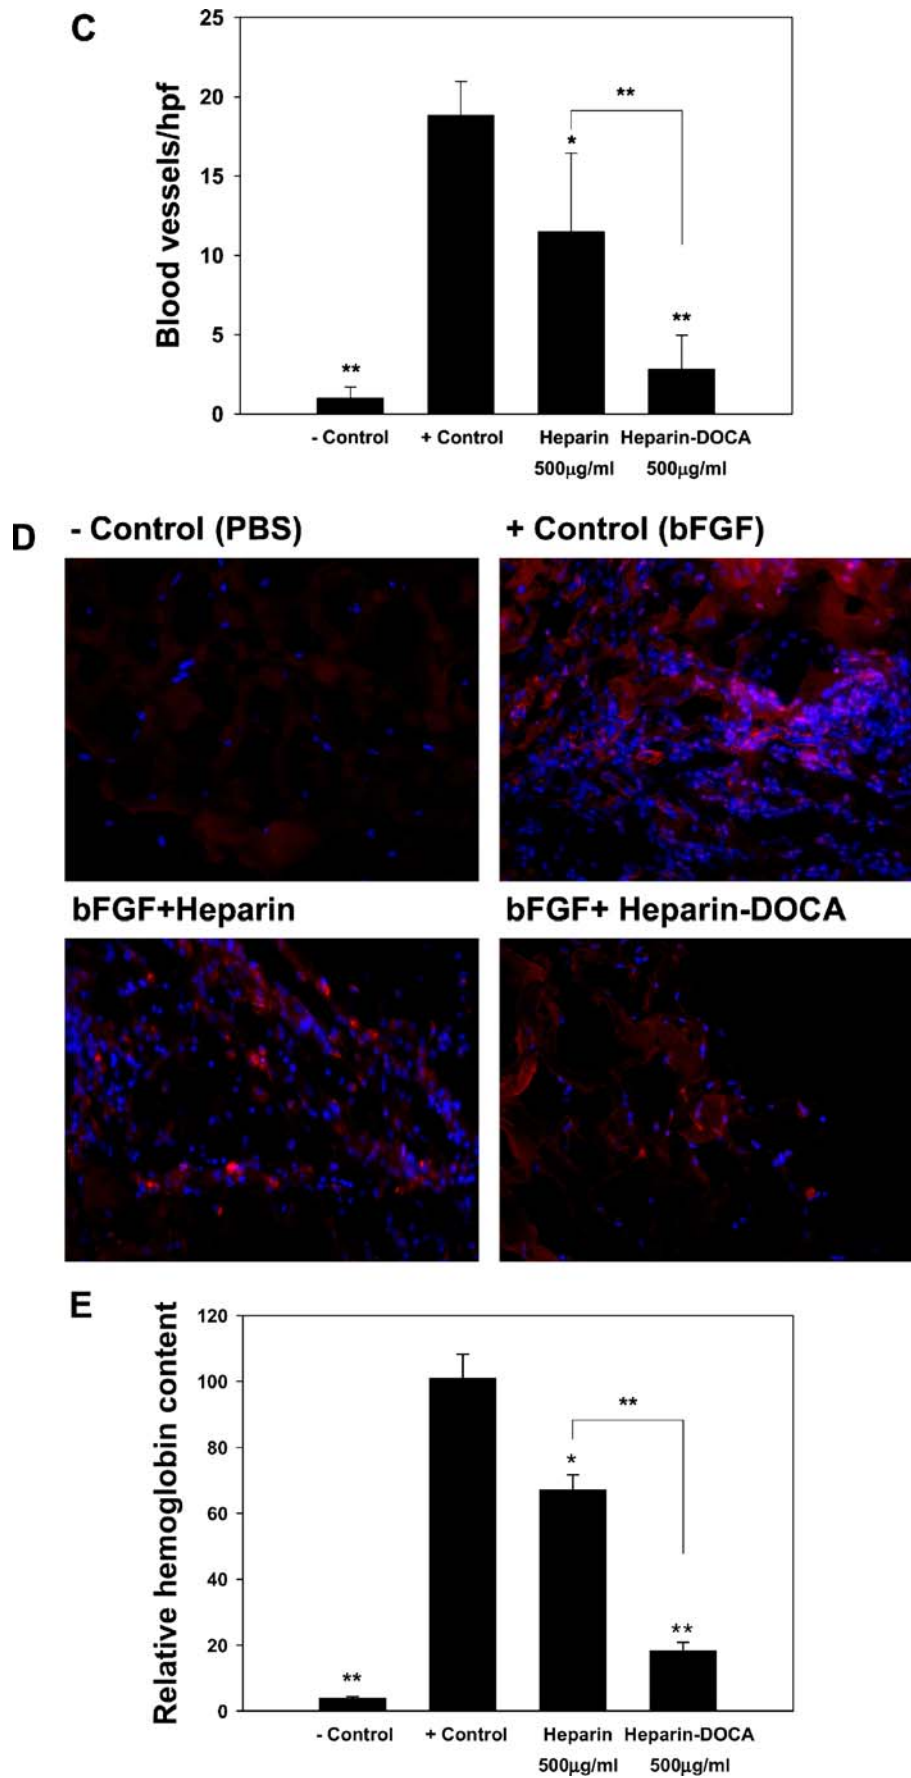 C
Blood vessels/hpf
25
20
15
10
5
0
**
*
**
**
- Control + Control Heparin Heparin-DOCA
500µg/ml 500µg/ml
D
- Control (PBS) + Control (bFGF)
bFGF+Heparin bFGF+ Heparin-DOCA
E
Relative hemoglobin content
120
100
80
60
40
20
0
**
*
**
**
- Control + Control Heparin Heparin-DOCA
500µg/ml 500µg/ml